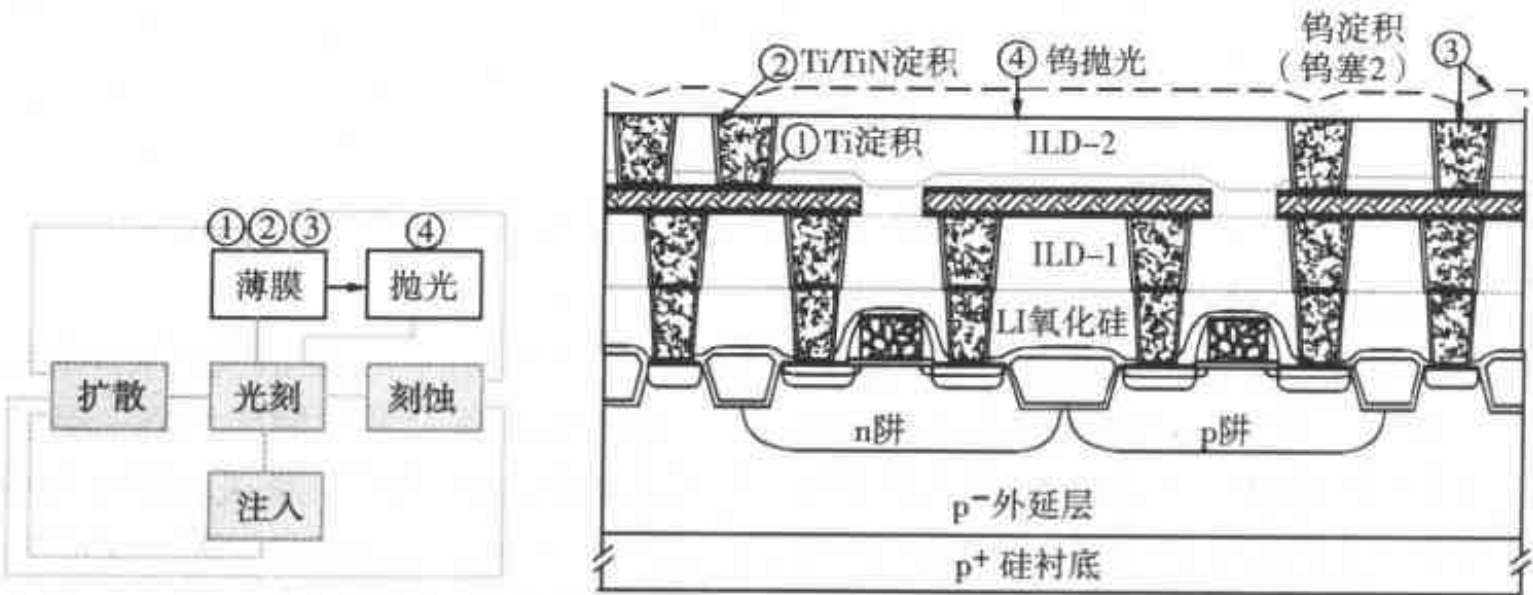 ①②③
④
薄膜
抛光
扩散
光刻
刻蚀
注入
②Ti/TiN淀积
④钨抛光
钨淀积
(钨塞2)
③
①Ti淀积
ILD-2
ILD-1
LI氧化硅
n阱
p阱
p⁻外延层
p⁺硅衬底